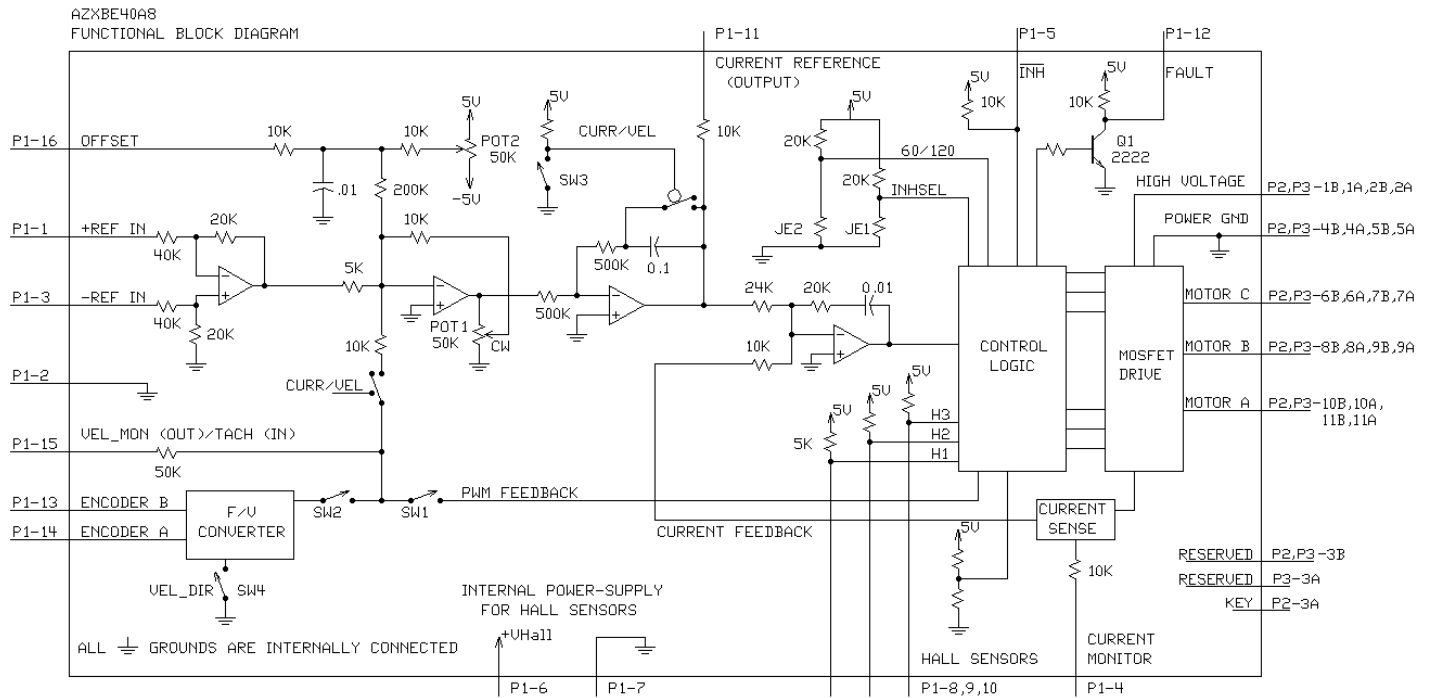 AZXBE40A8
FUNCTIONAL BLOCK DIAGRAM
P1-11
P1-5
P1-12
CURRENT REFERENCE
(OUTPUT)
INH
FAULT
5V
10K
5V
10K
5V
5V
5V
P1-16
OFFSET
10K
10K
POT2
50K
-5V
CURR/VEL
SW3
10K
20K
60/120
Q1
2222
.01
200K
20K
INHSEL
HIGH VOLTAGE
P2,P3-1B,1A,2B,2A
P1-1
+REF IN
20K
40K
10K
JE2
JE1
POWER GND
P2,P3-4B,4A,5B,5A
500K
0.1
5K
P1-3
-REF IN
40K
20K
POT1
50K
CW
500K
24K
20K
0.01
MOTOR C
P2,P3-6B,6A,7B,7A
10K
10K
CONTROL
LOGIC
MOSFET
DRIVE
MOTOR B
P2,P3-8B,8A,9B,9A
P1-2
CURR/VEL
5V
5V
5V
MOTOR A
P2,P3-10B,10A,
11B,11A
P1-15
VEL_MON (OUT)/TACH (IN)
50K
5K
H3
H2
H1
P1-13
ENCODER B
F/V
CONVERTER
SW2
SW1
PWM FEEDBACK
P1-14
ENCODER A
CURRENT FEEDBACK
5V
CURRENT
SENSE
10K
RESERVED
P2,P3-3B
RESERVED
P3-3A
KEY
P2-3A
VEL_DIR
SW4
INTERNAL POWER-SUPPLY
FOR HALL SENSORS
+VHall
ALL GROUNDS ARE INTERNALLY CONNECTED
HALL SENSORS
CURRENT
MONITOR
P1-6
P1-7
P1-8,9,10
P1-4